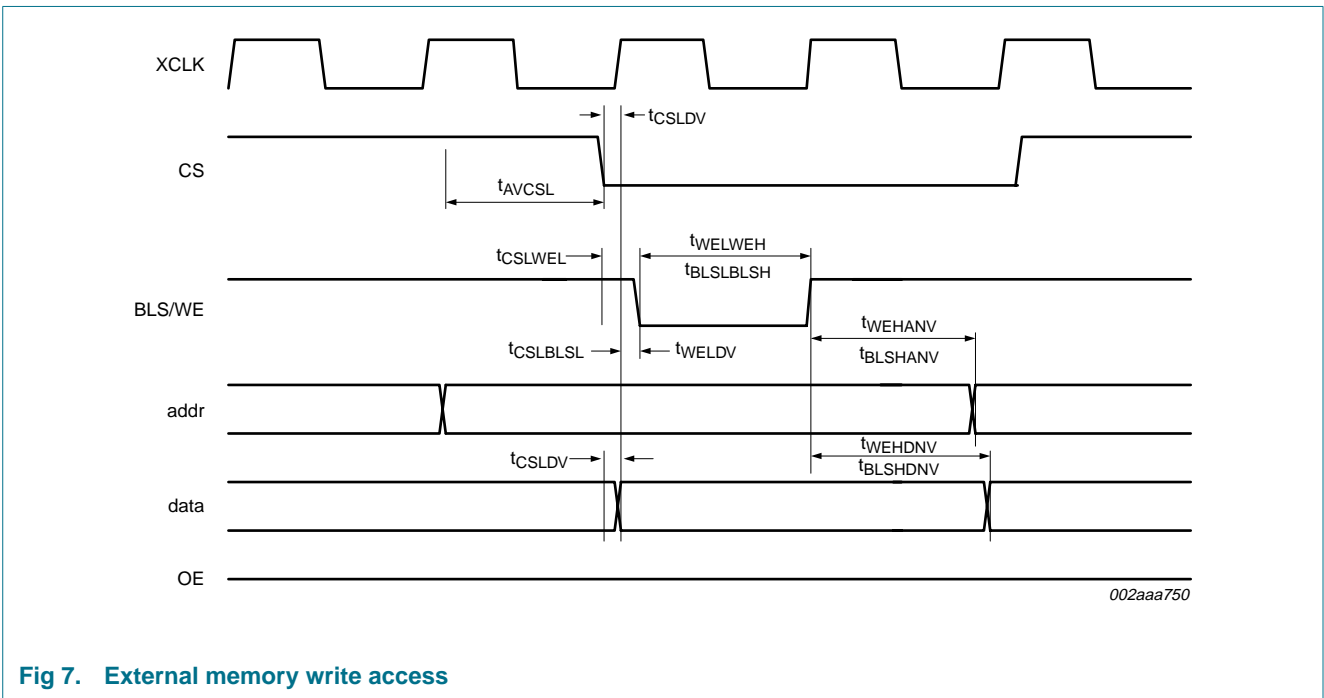 XCLK
tCSLDV
CS
tAVCSL
tCSLWEL
tWELWEH
tBLSLBLSH
BLS/WE
tCSLBLSL
tWELDV
tWEHANV
tBLSHANV
addr
tCSLDV
tWEHDNV
tBLSHDNV
data
OE
002aaa750
Fig 7. External memory write access